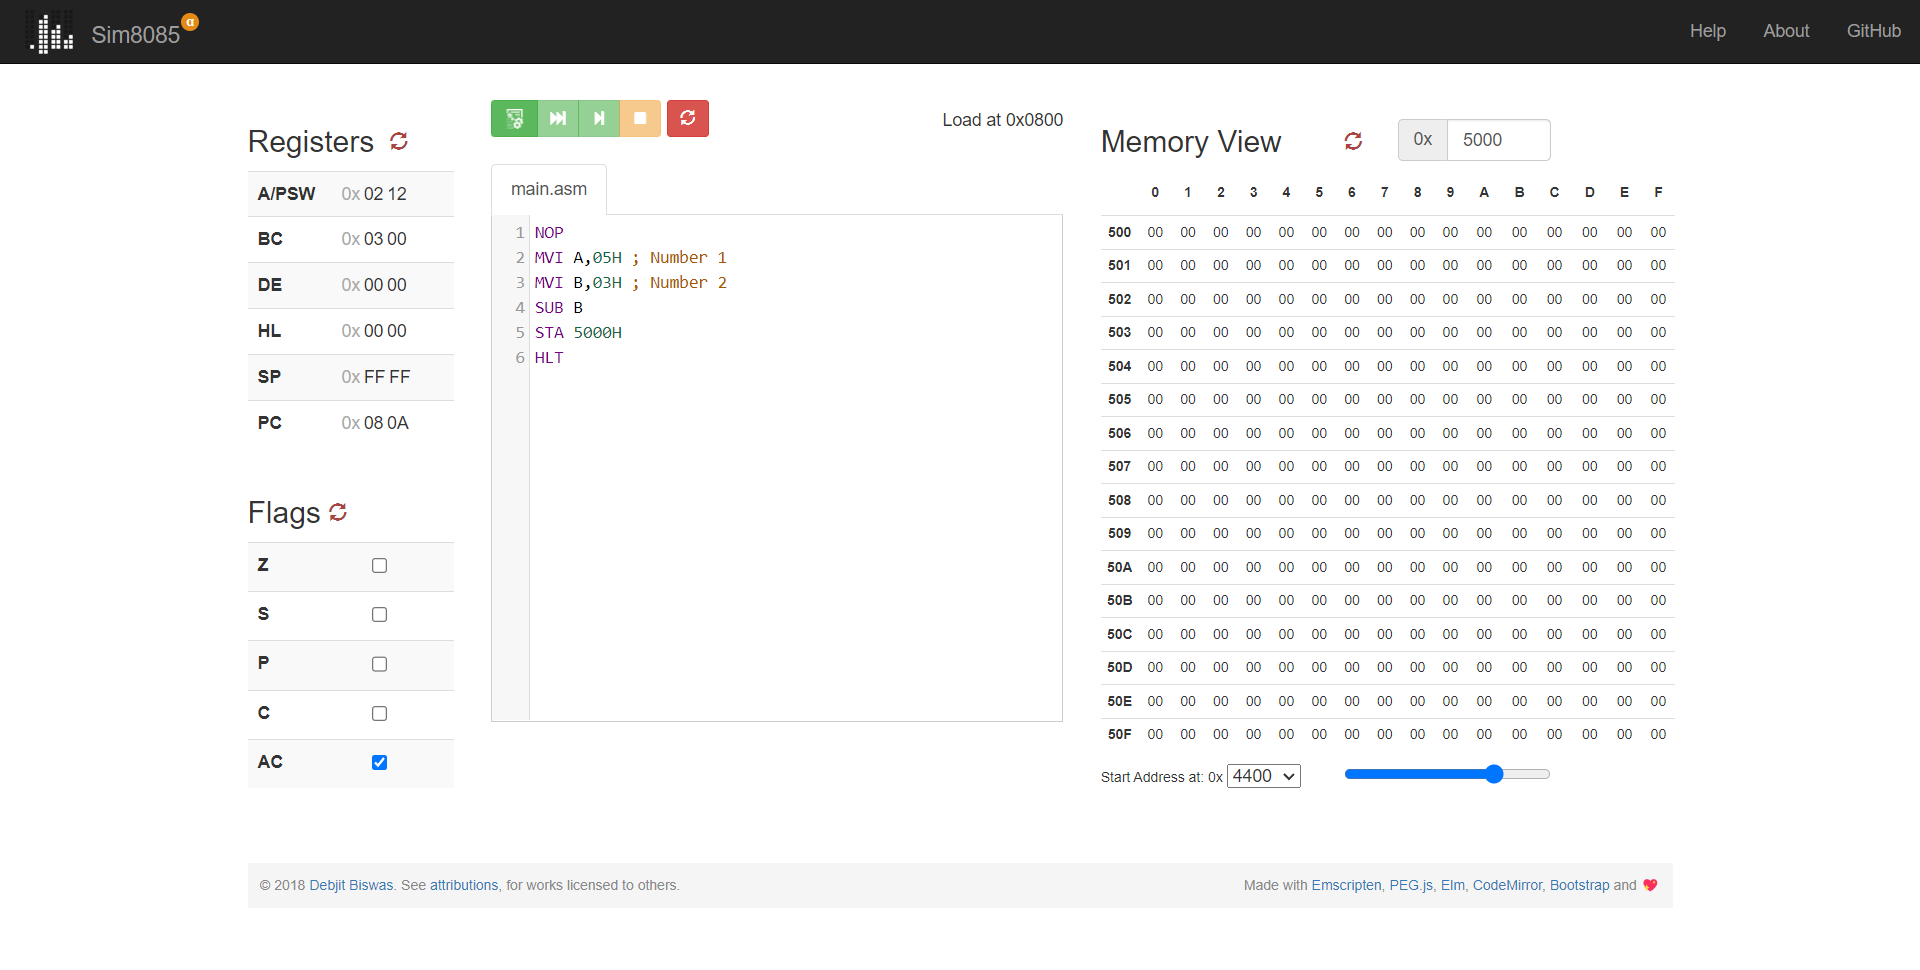 Sim8085 α
Help About GitHub
Load at 0x0800
Registers
A/PSW 0x 02 12
BC 0x 03 00
DE 0x 00 00
HL 0x 00 00
SP 0x FF FF
PC 0x 08 0A
Flags
Z
S
P
C
AC
main.asm
1 NOP
2 MVI A,05H ; Number 1
3 MVI B,03H ; Number 2
4 SUB B
5 STA 5000H
6 HLT
Memory View 0x 5000
0 1 2 3 4 5 6 7 8 9 A B C D E F
500 00 00 00 00 00 00 00 00 00 00 00 00 00 00 00 00
501 00 00 00 00 00 00 00 00 00 00 00 00 00 00 00 00
502 00 00 00 00 00 00 00 00 00 00 00 00 00 00 00 00
503 00 00 00 00 00 00 00 00 00 00 00 00 00 00 00 00
504 00 00 00 00 00 00 00 00 00 00 00 00 00 00 00 00
505 00 00 00 00 00 00 00 00 00 00 00 00 00 00 00 00
506 00 00 00 00 00 00 00 00 00 00 00 00 00 00 00 00
507 00 00 00 00 00 00 00 00 00 00 00 00 00 00 00 00
508 00 00 00 00 00 00 00 00 00 00 00 00 00 00 00 00
509 00 00 00 00 00 00 00 00 00 00 00 00 00 00 00 00
50A 00 00 00 00 00 00 00 00 00 00 00 00 00 00 00 00
50B 00 00 00 00 00 00 00 00 00 00 00 00 00 00 00 00
50C 00 00 00 00 00 00 00 00 00 00 00 00 00 00 00 00
50D 00 00 00 00 00 00 00 00 00 00 00 00 00 00 00 00
50E 00 00 00 00 00 00 00 00 00 00 00 00 00 00 00 00
50F 00 00 00 00 00 00 00 00 00 00 00 00 00 00 00 00
Start Address at: 0x 4400
© 2018 Debjit Biswas. See attributions, for works licensed to others.
Made with Emscripten, PEG.js, Elm, CodeMirror, Bootstrap and 💖